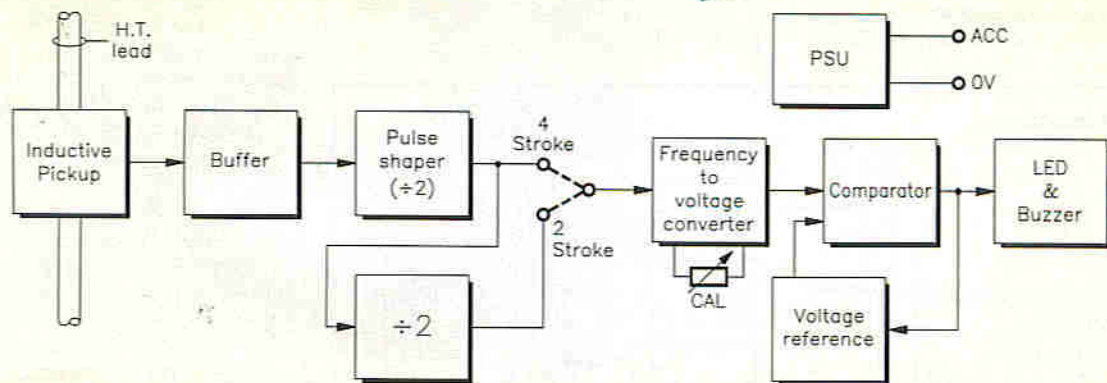 H.T.
lead
PSU
ACC
0V
Inductive
Pickup
Buffer
Pulse
shaper
(÷2)
4
Stroke
2
Stroke
÷2
Frequency
to
voltage
converter
CAL
Comparator
Voltage
reference
LED
&
Buzzer